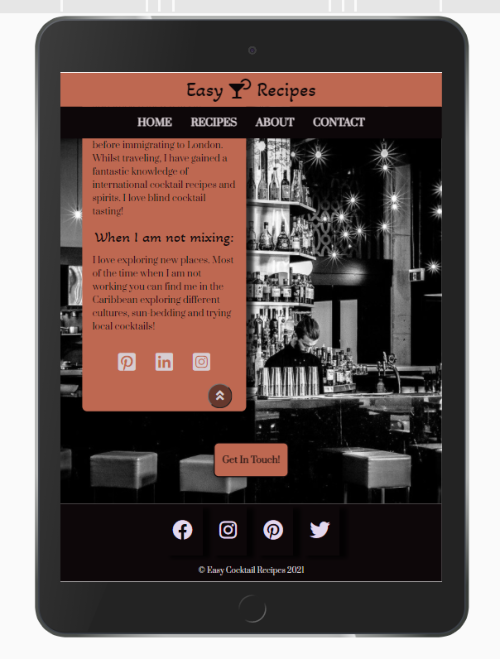 Easy Recipes
HOME RECIPES ABOUT CONTACT
before immigrating to London.
Whilst traveling, I have gained a
fantastic knowledge of
international cocktail recipes and
spirits. I love blind cocktail
tasting!
When I am not mixing:
I love exploring new places. Most
of the time when I am not
working you can find me in the
Caribbean exploring different
cultures, sun-bedding and trying
local cocktails!
Get In Touch!
© Easy Cocktail Recipes 2021